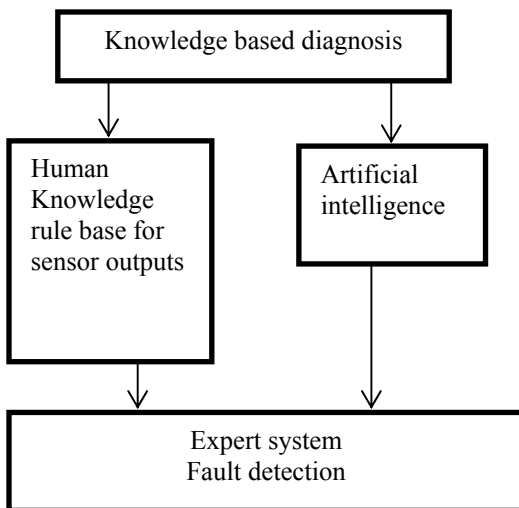 Knowledge based diagnosis
Human
Knowledge
rule base for
sensor outputs
Artificial
intelligence
Expert system
Fault detection